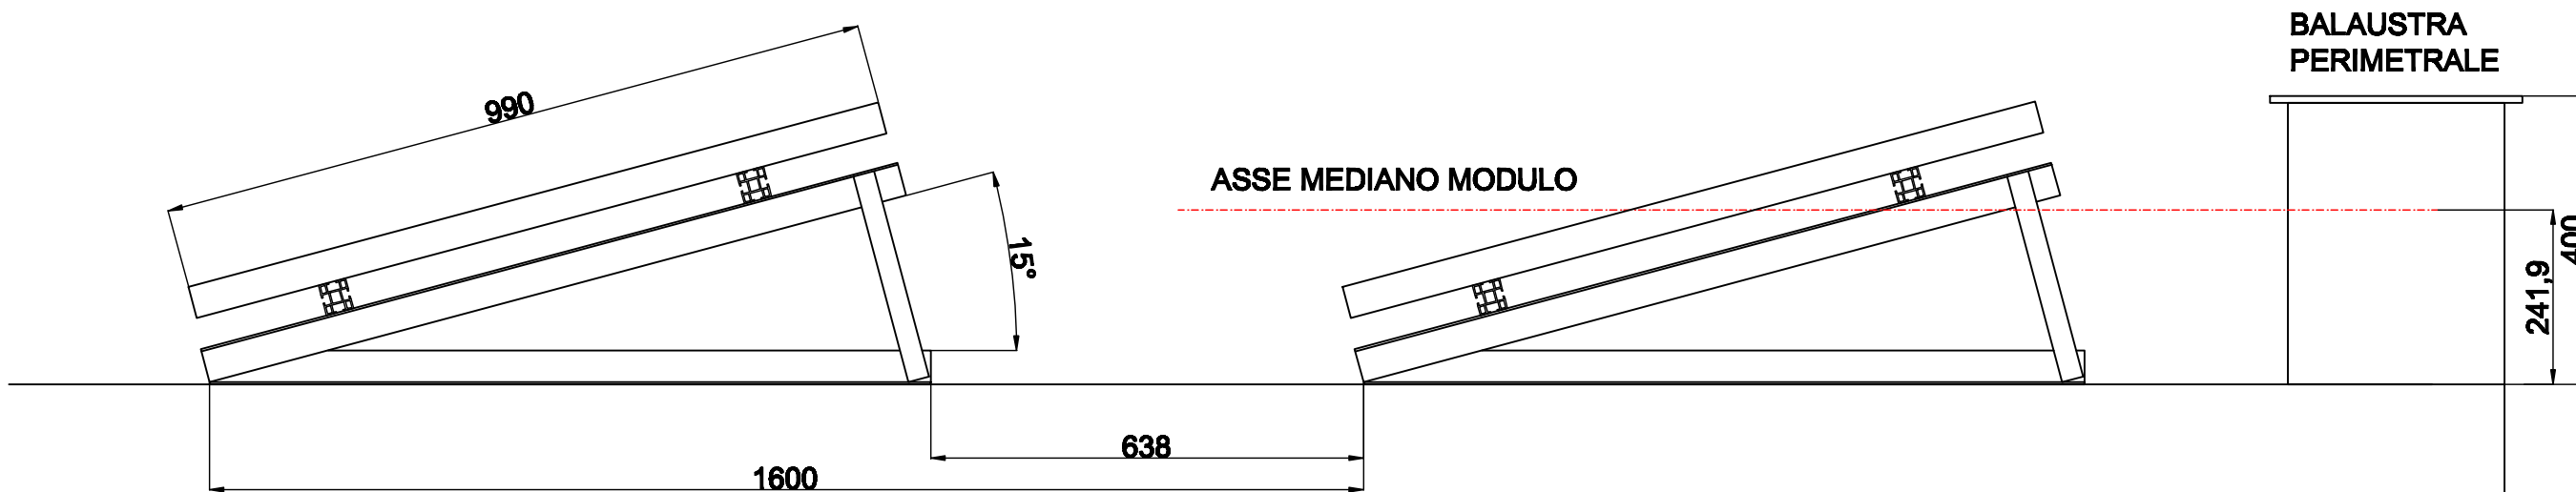 BALAUSTRA
PERIMETRALE
990
ASSE MEDIANO MODULO
15°
400
241,9
638
1600